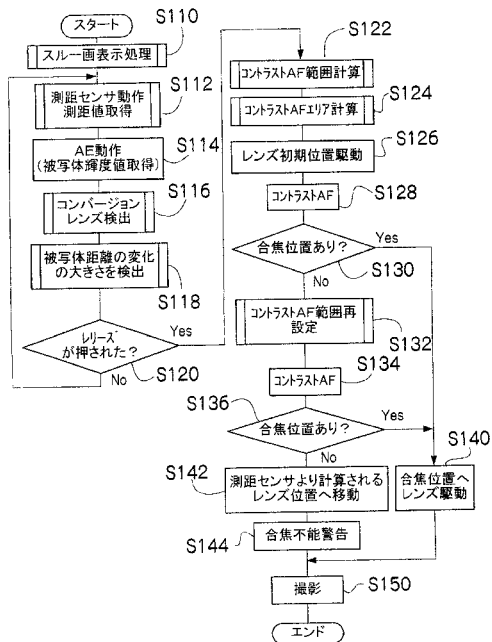 スタート
S110
スルー画表示処理
測距センサ動作
測距値取得
S112
AE動作
(被写体輝度値取得)
S114
S116
コンバージョン
レンズ検出
被写体距離の変化
の大きさを検出
S118
レリーズ
が押された?
Yes
No
S120
S122
コントラストAF範囲計算
S124
コントラストAFエリア計算
S126
レンズ初期位置駆動
S128
コントラストAF
合焦位置あり?
Yes
S130
No
コントラストAF範囲再
設定
S132
S134
コントラストAF
S136
合焦位置あり?
Yes
No
S140
合焦位置へ
レンズ駆動
S142
測距センサより計算される
レンズ位置へ移動
S144
合焦不能警告
撮影
S150
エンド